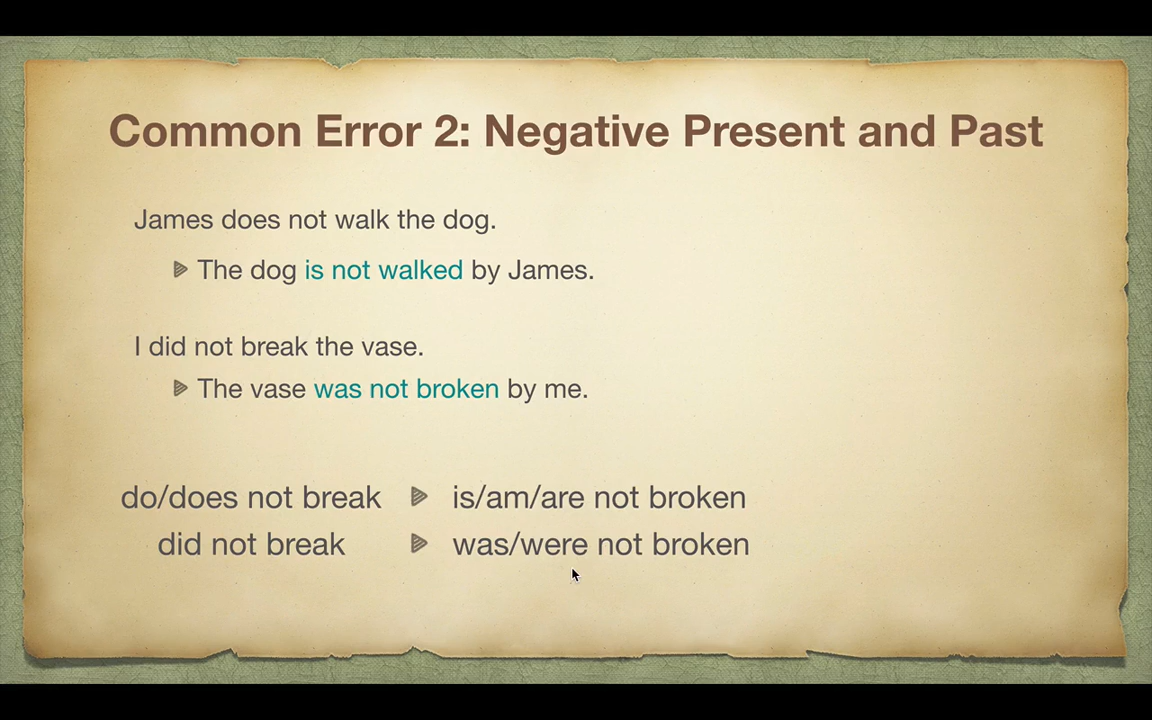 Common Error 2: Negative Present and Past
James does not walk the dog.
The dog is not walked by James.
I did not break the vase.
The vase was not broken by me.
do/does not break is/am/are not broken
did not break was/were not broken